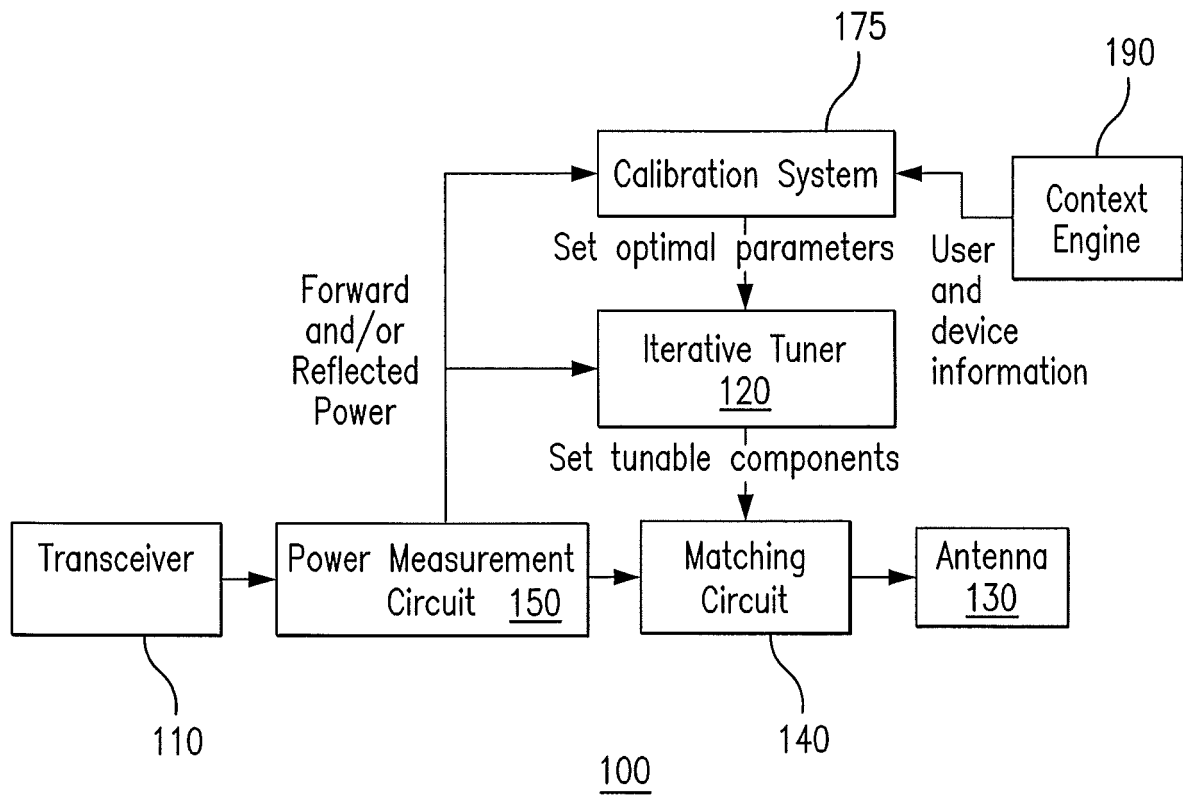 175
190
Calibration System
Context
Engine
Set optimal parameters
User
and
device
information
Forward
and/or
Reflected
Power
Iterative Tuner
120
Set tunable components
Transceiver
Power Measurement
Circuit 150
Matching
Circuit
Antenna
130
110
140
100